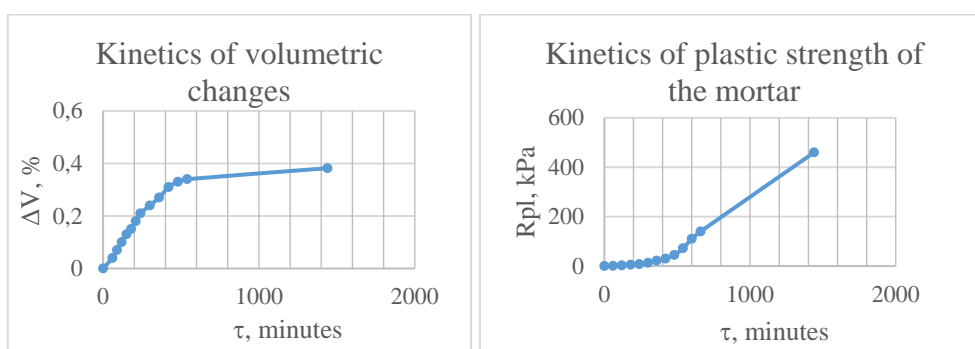 Kinetics of volumetric
changes
0,6
0,4
0,2
0
ΔV, %
0
1000
2000
τ, minutes
Kinetics of plastic strength of
the mortar
600
400
200
0
Rpl, kPa
0
1000
2000
τ, minutes